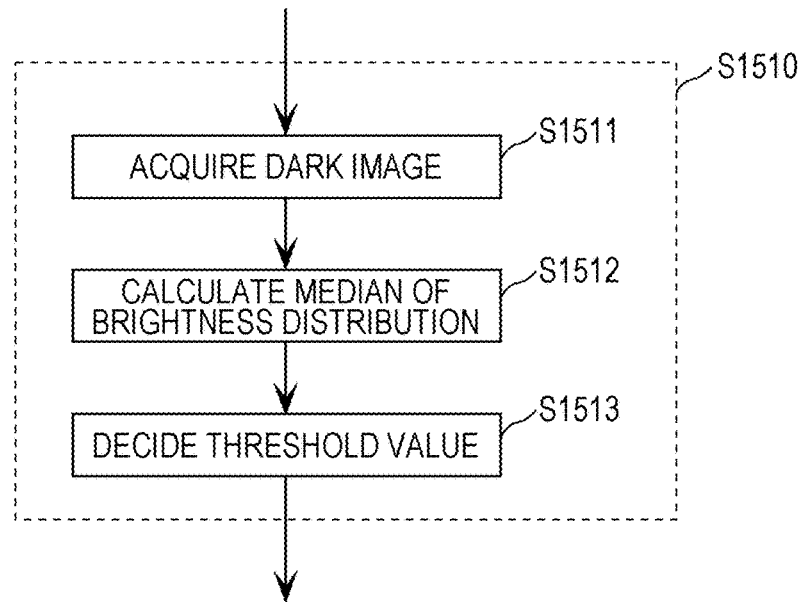 S1510
S1511
ACQUIRE DARK IMAGE
S1512
CALCULATE MEDIAN OF
BRIGHTNESS DISTRIBUTION
S1513
DECIDE THRESHOLD VALUE